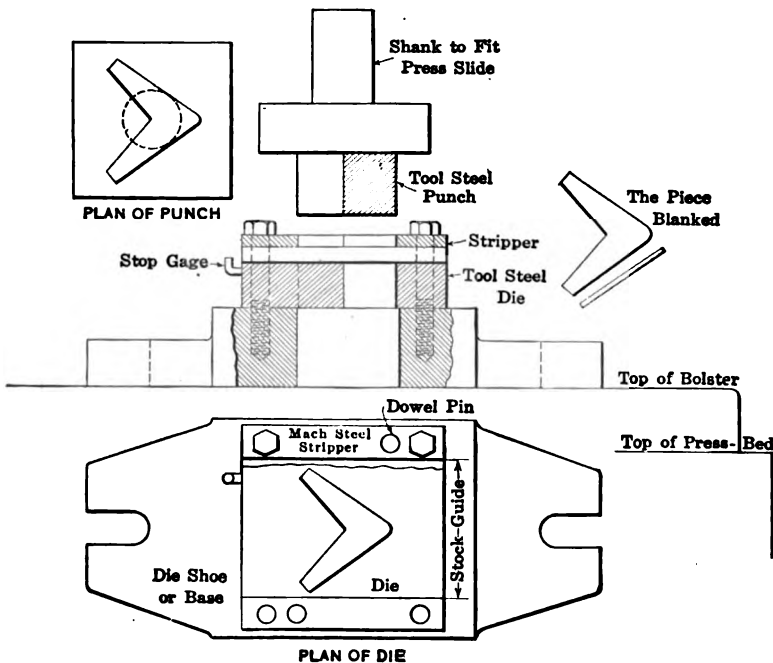 Shank to Fit
Press Slide
Tool Steel
Punch
PLAN OF PUNCH
The Piece
Blanked
Stop Gage
Stripper
Tool Steel
Die
Top of Bolster
Dowel Pin
Mach Steel
Stripper
Top of Press-Bed
Stock-Guide
Die Shoe
or Base
Die
PLAN OF DIE